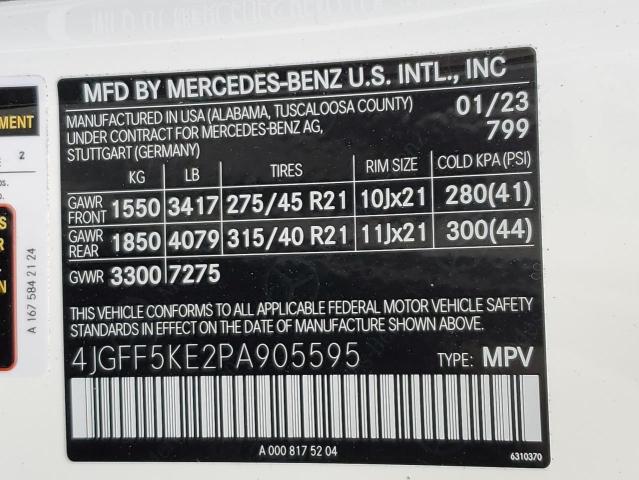 MFD BY MERCEDES-BENZ U.S. INTL., INC
MANUFACTURED IN USA (ALABAMA, TUSCALOOSA COUNTY) 01/23
UNDER CONTRACT FOR MERCEDES-BENZ AG, 799
STUTTGART (GERMANY)
KG LB TIRES RIM SIZE COLD KPA (PSI)
GAWR FRONT 1550 3417 275/45 R21 10Jx21 280(41)
GAWR REAR 1850 4079 315/40 R21 11Jx21 300(44)
GVWR 3300 7275
THIS VEHICLE CONFORMS TO ALL APPLICABLE FEDERAL MOTOR VEHICLE SAFETY
STANDARDS IN EFFECT ON THE DATE OF MANUFACTURE SHOWN ABOVE.
4JGFF5KE2PA905595 TYPE: MPV
A 000 817 52 04
6310370
MENT
2
A 167 584 21 24